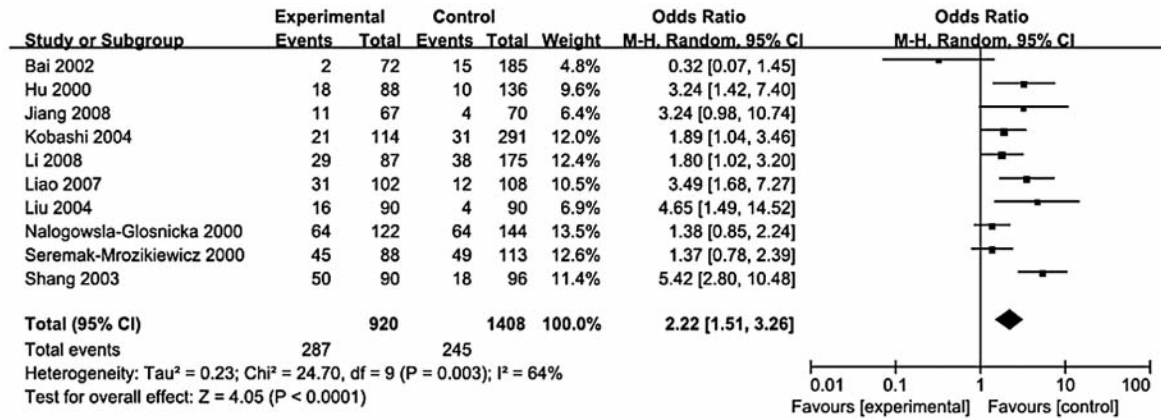 Experimental Control Odds Ratio Odds Ratio
Study or Subgroup Events Total Events Total Weight M-H, Random, 95% CI M-H, Random, 95% CI
Bai 2002 2 72 15 185 4.8% 0.32 [0.07, 1.45]
Hu 2000 18 88 10 136 9.6% 3.24 [1.42, 7.40]
Jiang 2008 11 67 4 70 6.4% 3.24 [0.98, 10.74]
Kobashi 2004 21 114 31 291 12.0% 1.89 [1.04, 3.46]
Li 2008 29 87 38 175 12.4% 1.80 [1.02, 3.20]
Liao 2007 31 102 12 108 10.5% 3.49 [1.68, 7.27]
Liu 2004 16 90 4 90 6.9% 4.65 [1.49, 14.52]
Nalogowsla-Glosnicka 2000 64 122 64 144 13.5% 1.38 [0.85, 2.24]
Seremak-Mrozikiewicz 2000 45 88 49 113 12.6% 1.37 [0.78, 2.39]
Shang 2003 50 90 18 96 11.4% 5.42 [2.80, 10.48]
Total (95% CI) 920 1408 100.0% 2.22 [1.51, 3.26]
Total events 287 245
Heterogeneity: Tau² = 0.23; Chi² = 24.70, df = 9 (P = 0.003); I² = 64%
Test for overall effect: Z = 4.05 (P < 0.0001)
0.01 0.1 1 10 100
Favours [experimental] Favours [control]